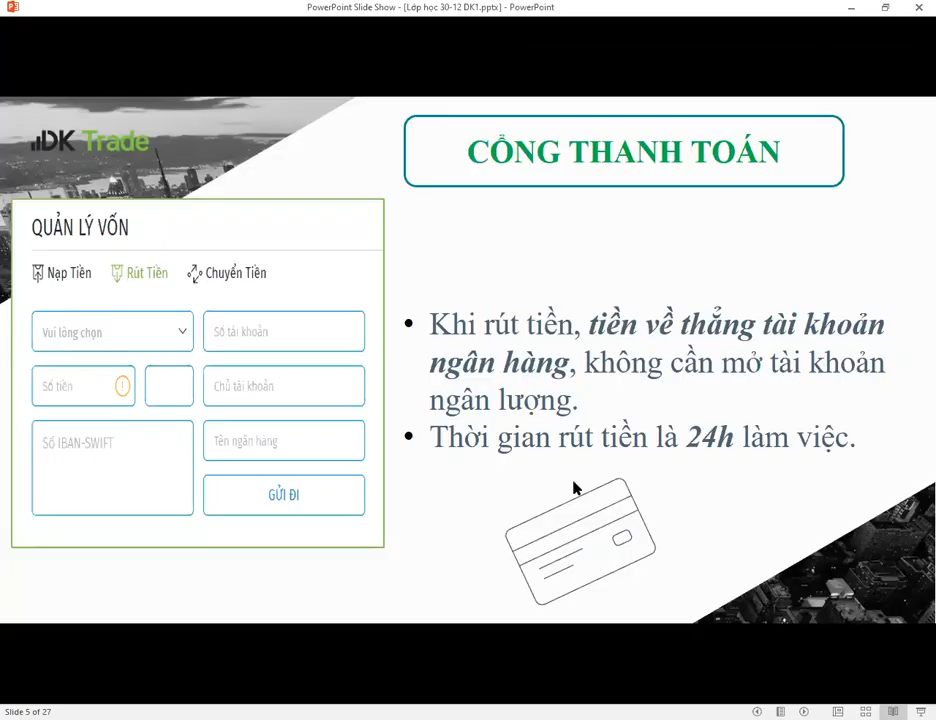 PowerPoint Slide Show - [Lớp học 30-12 DK1.pptx] - PowerPoint
DK Trade
CỔNG THANH TOÁN
QUẢN LÝ VỐN
Nạp Tiền
Rút Tiền
Chuyển Tiền
Vui lòng chọn
Số tài khoản
Số tiền
!
Chủ tài khoản
Số IBAN-SWIFT
Tên ngân hàng
GỬI ĐI
• Khi rút tiền, tiền về thẳng tài khoản
ngân hàng, không cần mở tài khoản
ngân lượng.
• Thời gian rút tiền là 24h làm việc.
Slide 5 of 27